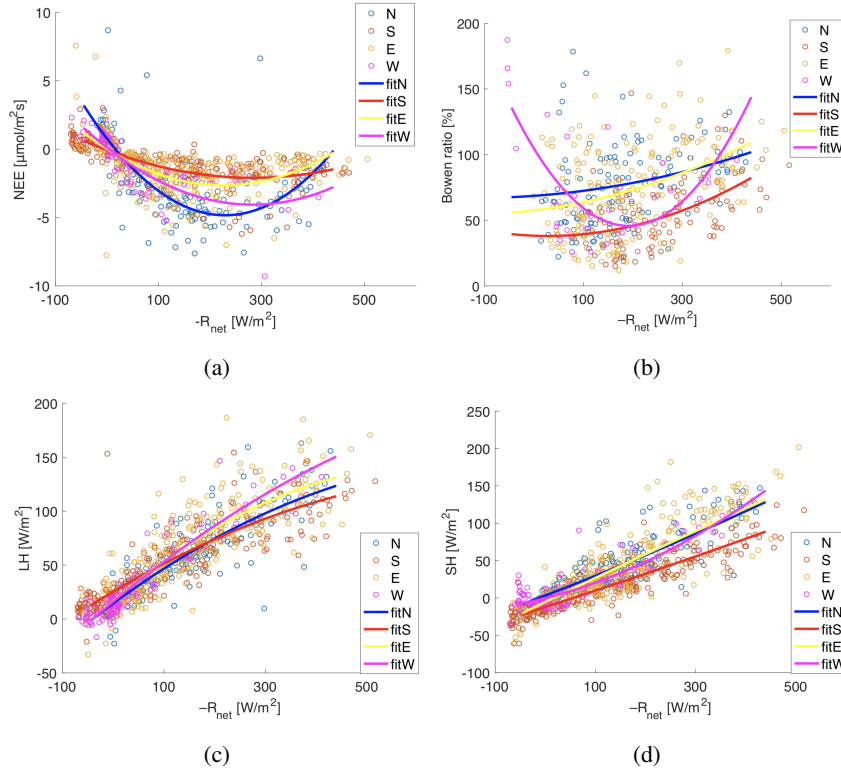 10
5
0
-5
-10
NEE [μmol/m²s]
-100
100
300
500
-R_net [W/m²]
N
S
E
W
fitN
fitS
fitE
fitW
(a)
200
150
100
50
0
Bowen ratio [%]
-100
100
300
500
–R_net [W/m²]
N
S
E
W
fitN
fitS
fitE
fitW
(b)
200
150
100
50
0
-50
LH [W/m²]
-100
100
300
500
–R_net [W/m²]
N
S
E
W
fitN
fitS
fitE
fitW
(c)
250
200
150
100
50
0
-50
-100
SH [W/m²]
-100
100
300
500
–R_net [W/m²]
N
S
E
W
fitN
fitS
fitE
fitW
(d)